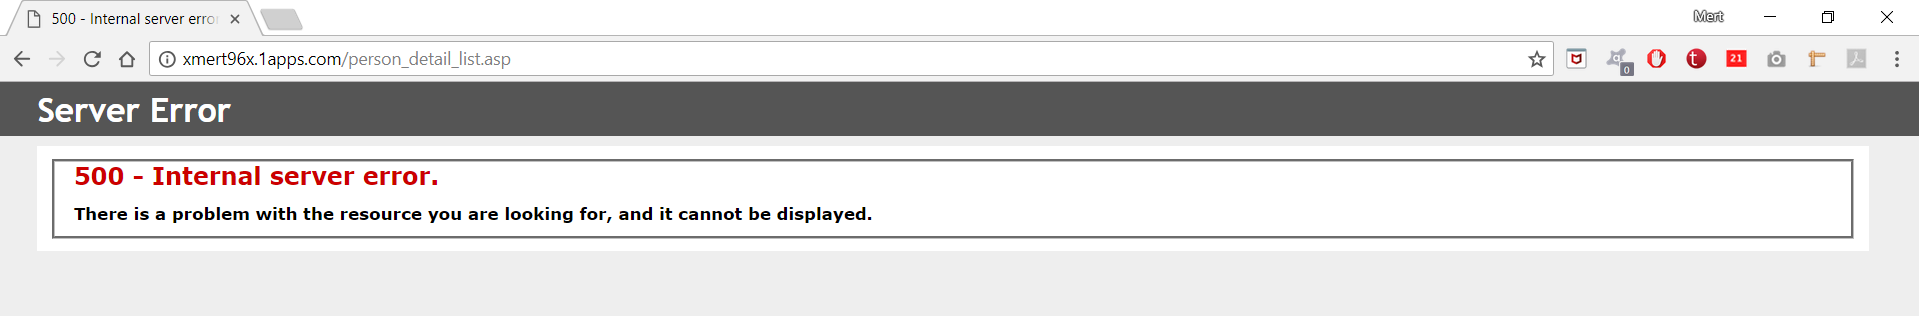 500 - Internal server erro
Mert
xmert96x.1apps.com/person_detail_list.asp
0
t
21
Server Error
500 - Internal server error.
There is a problem with the resource you are looking for, and it cannot be displayed.